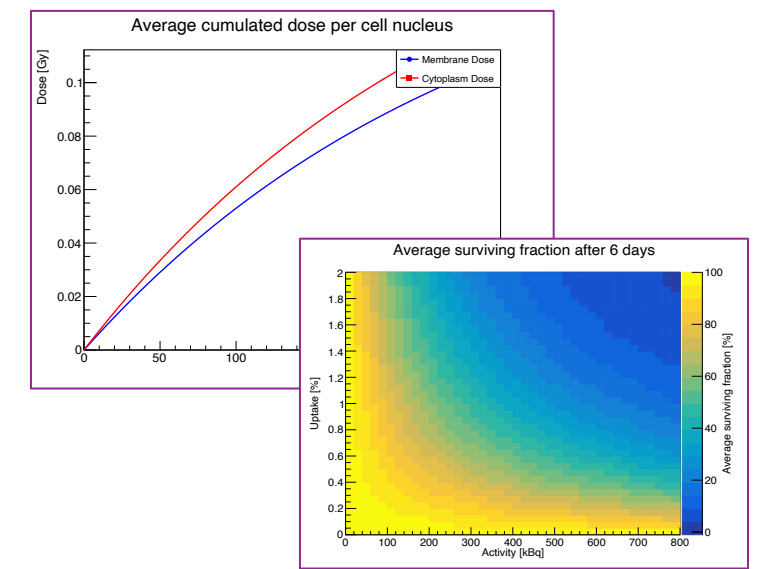 Average cumulated dose per cell nucleus
Dose [Gy]
Membrane Dose
Cytoplasm Dose
0.1
0.08
0.06
0.04
0.02
0
0 50 100
Average surviving fraction after 6 days
Uptake [%]
2
1.8
1.6
1.4
1.2
1
0.8
0.6
0.4
0.2
0
0 100 200 300 400 500 600 700 800
Activity [kBq]
100
80
60
40
20
0
Average surviving fraction [%]